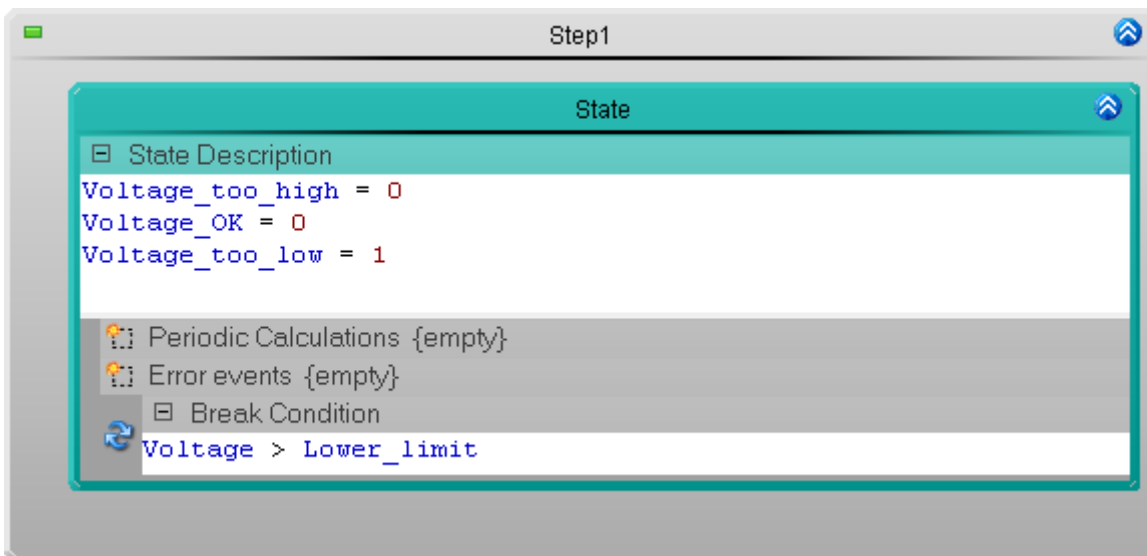 Step1
State
State Description
Voltage_too_high = 0
Voltage_OK = 0
Voltage_too_low = 1
Periodic Calculations {empty}
Error events {empty}
Break Condition
Voltage > Lower_limit